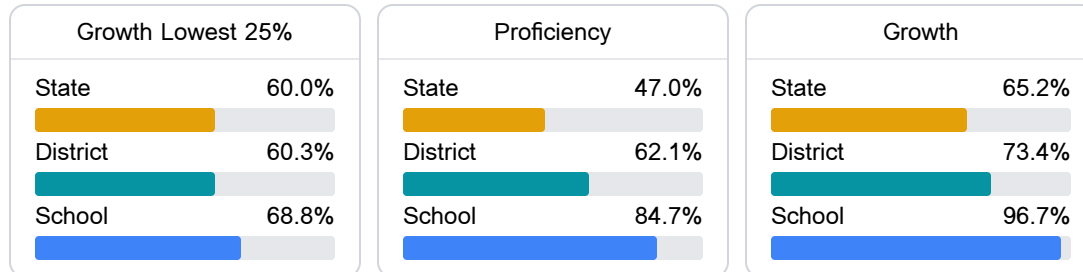 Growth Lowest 25%
State 60.0%
District 60.3%
School 68.8%
Proficiency
State 47.0%
District 62.1%
School 84.7%
Growth
State 65.2%
District 73.4%
School 96.7%